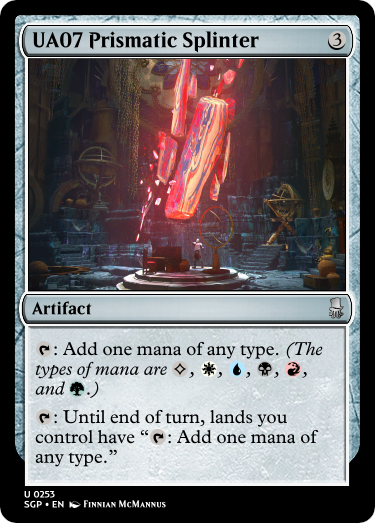 UA07 Prismatic Splinter 3
Artifact
: Add one mana of any type. (The
types of mana are , , , , ,
and .)
: Until end of turn, lands you
control have “: Add one mana of
any type.”
U 0253
SGP • EN Finnian McMannus